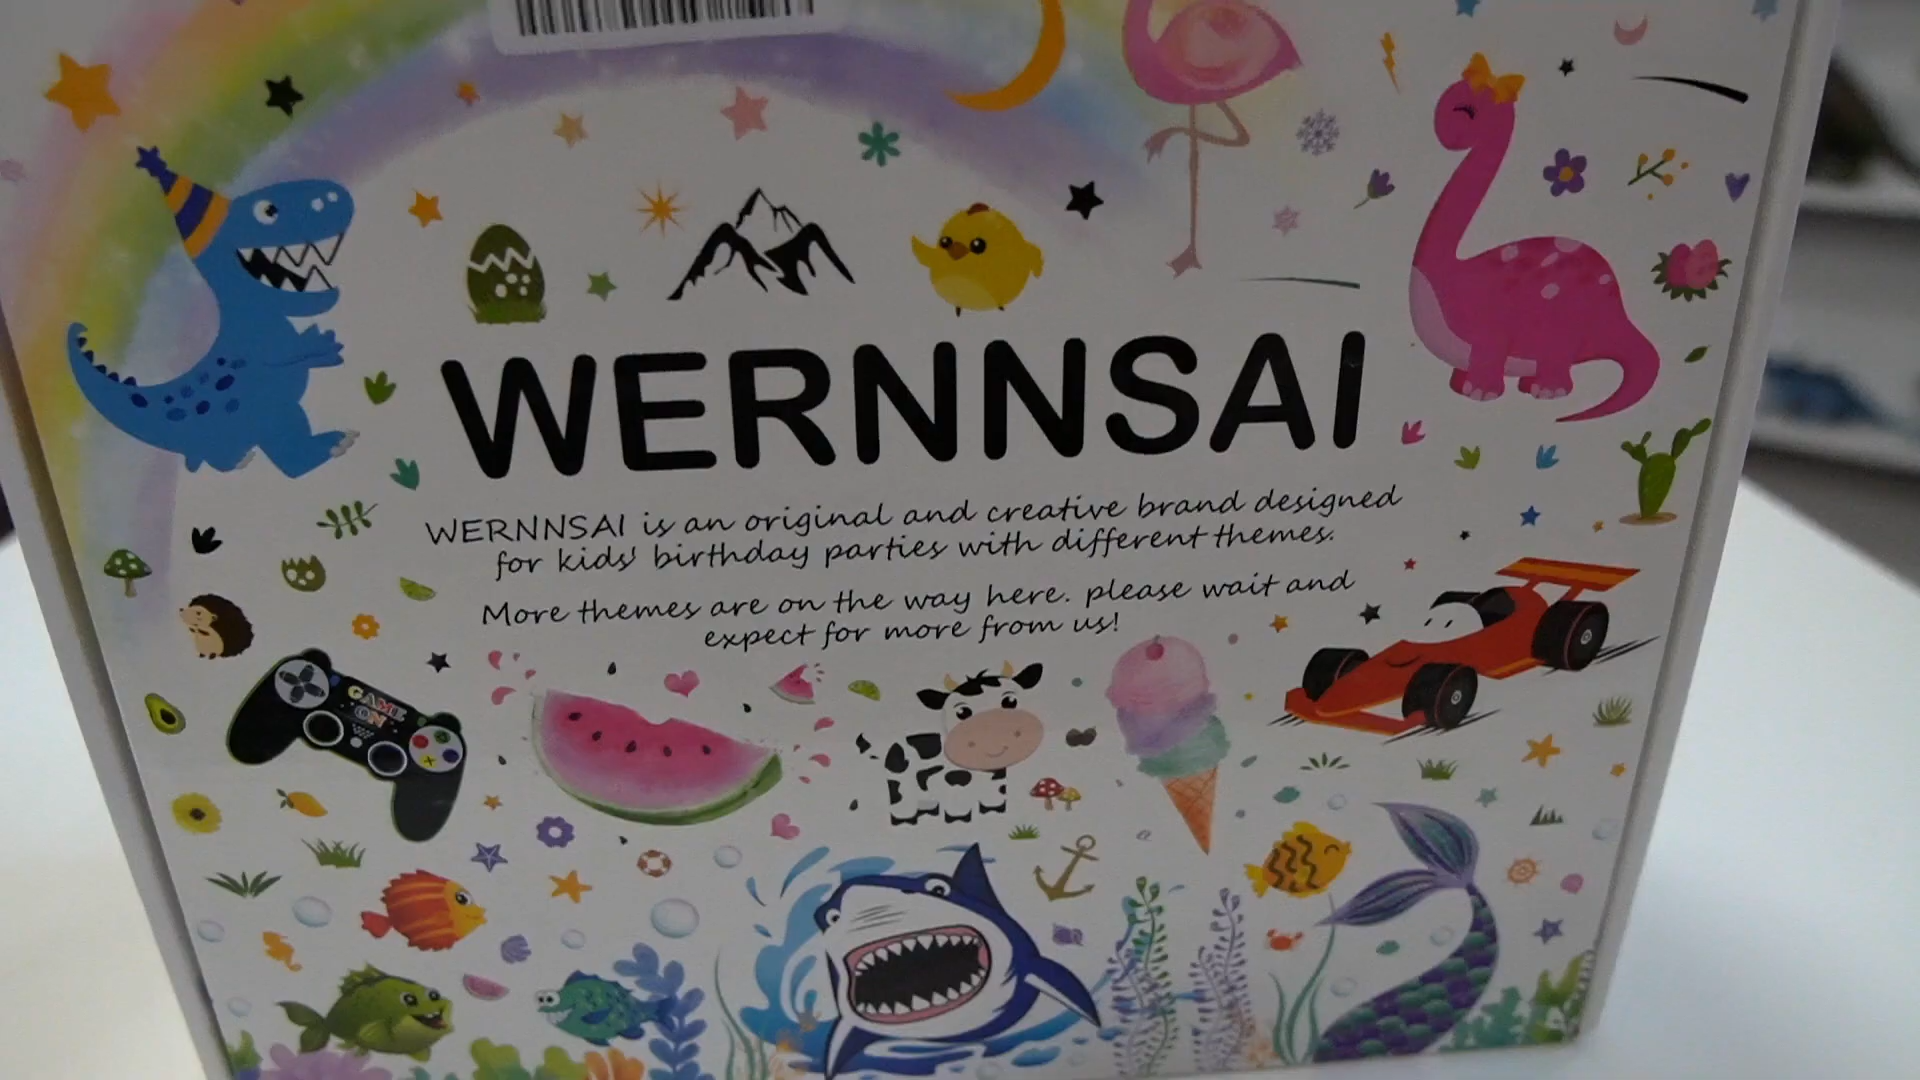 WERNNSAI
WERNNSAI is an original and creative brand designed
for kids' birthday parties with different themes.
More themes are on the way here. please wait and
expect for more from us!
GAME
ON